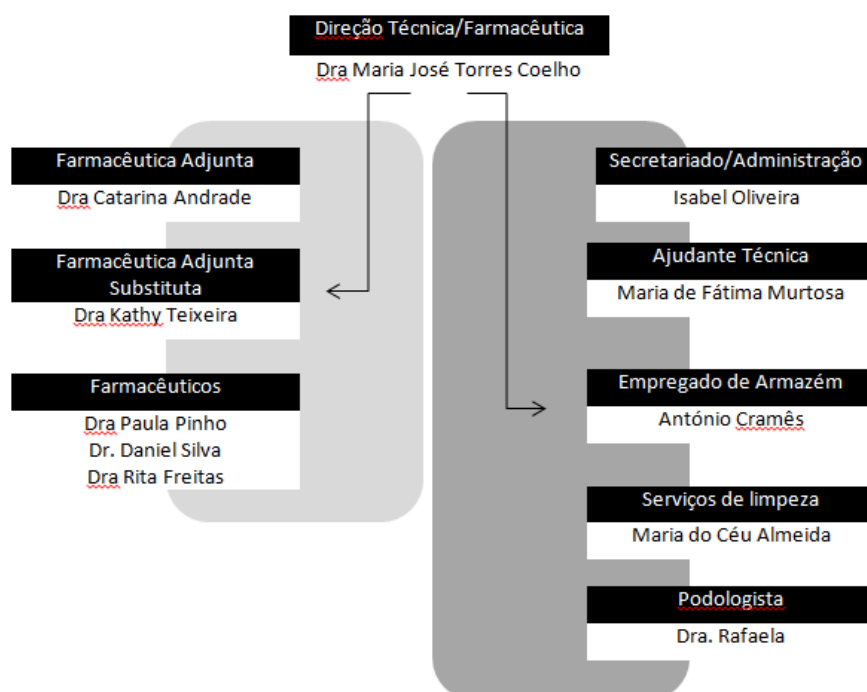 Direção Técnica/Farmacêutica
Dra Maria José Torres Coelho
Farmacêutica Adjunta
Dra Catarina Andrade
Farmacêutica Adjunta
Substituta
Dra Kathy Teixeira
Farmacêuticos
Dra Paula Pinho
Dr. Daniel Silva
Dra Rita Freitas
Secretariado/Administração
Isabel Oliveira
Ajudante Técnica
Maria de Fátima Murtosa
Empregado de Armazém
António Cramês
Serviços de limpeza
Maria do Céu Almeida
Podologista
Dra. Rafaela